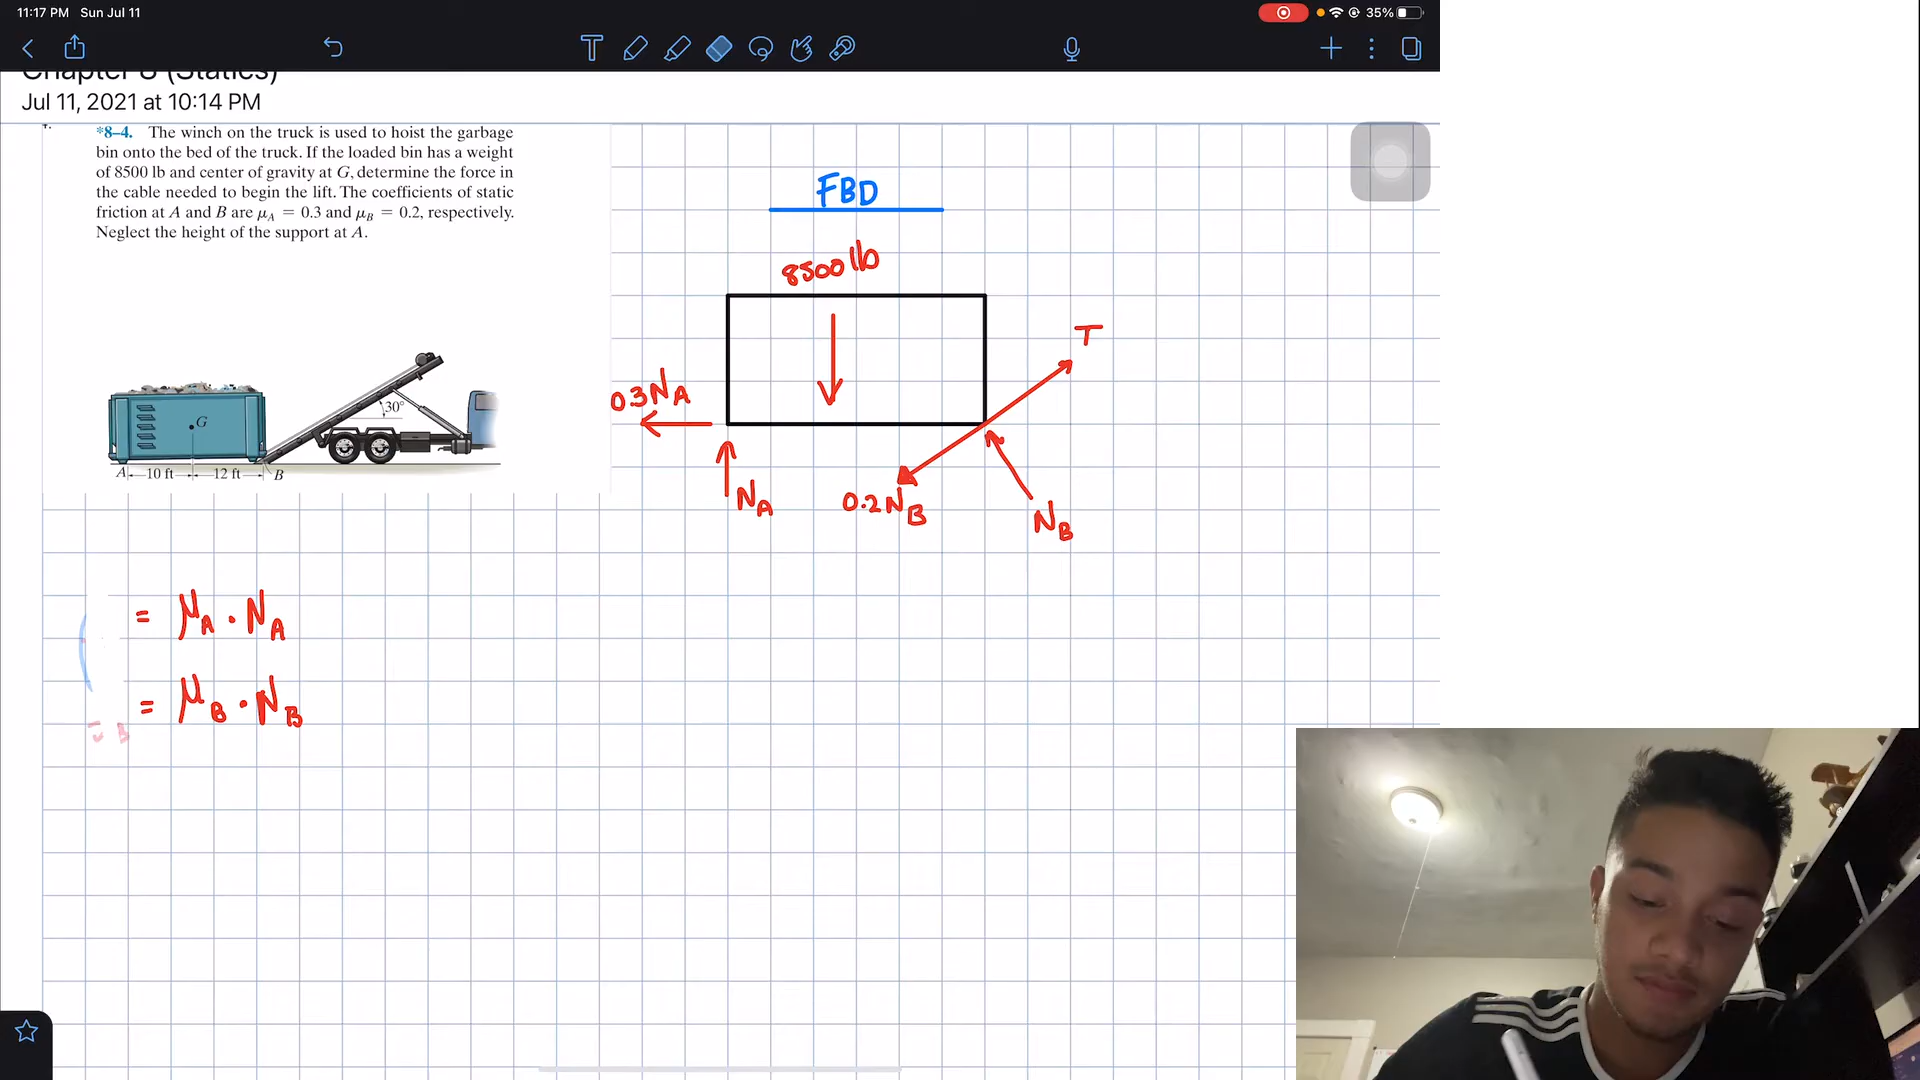 11:17 PM Sun Jul 11
35%
Chapter 8 (Statics)
Jul 11, 2021 at 10:14 PM
*8–4. The winch on the truck is used to hoist the garbage
bin onto the bed of the truck. If the loaded bin has a weight
of 8500 lb and center of gravity at G, determine the force in
the cable needed to begin the lift. The coefficients of static
friction at A and B are μA = 0.3 and μB = 0.2, respectively.
Neglect the height of the support at A.
G
30°
A
10 ft
12 ft
B
FBD
8500 lb
T
0.3NA
NA
0.2NB
NB
= μA · NA
= μB · NB
B